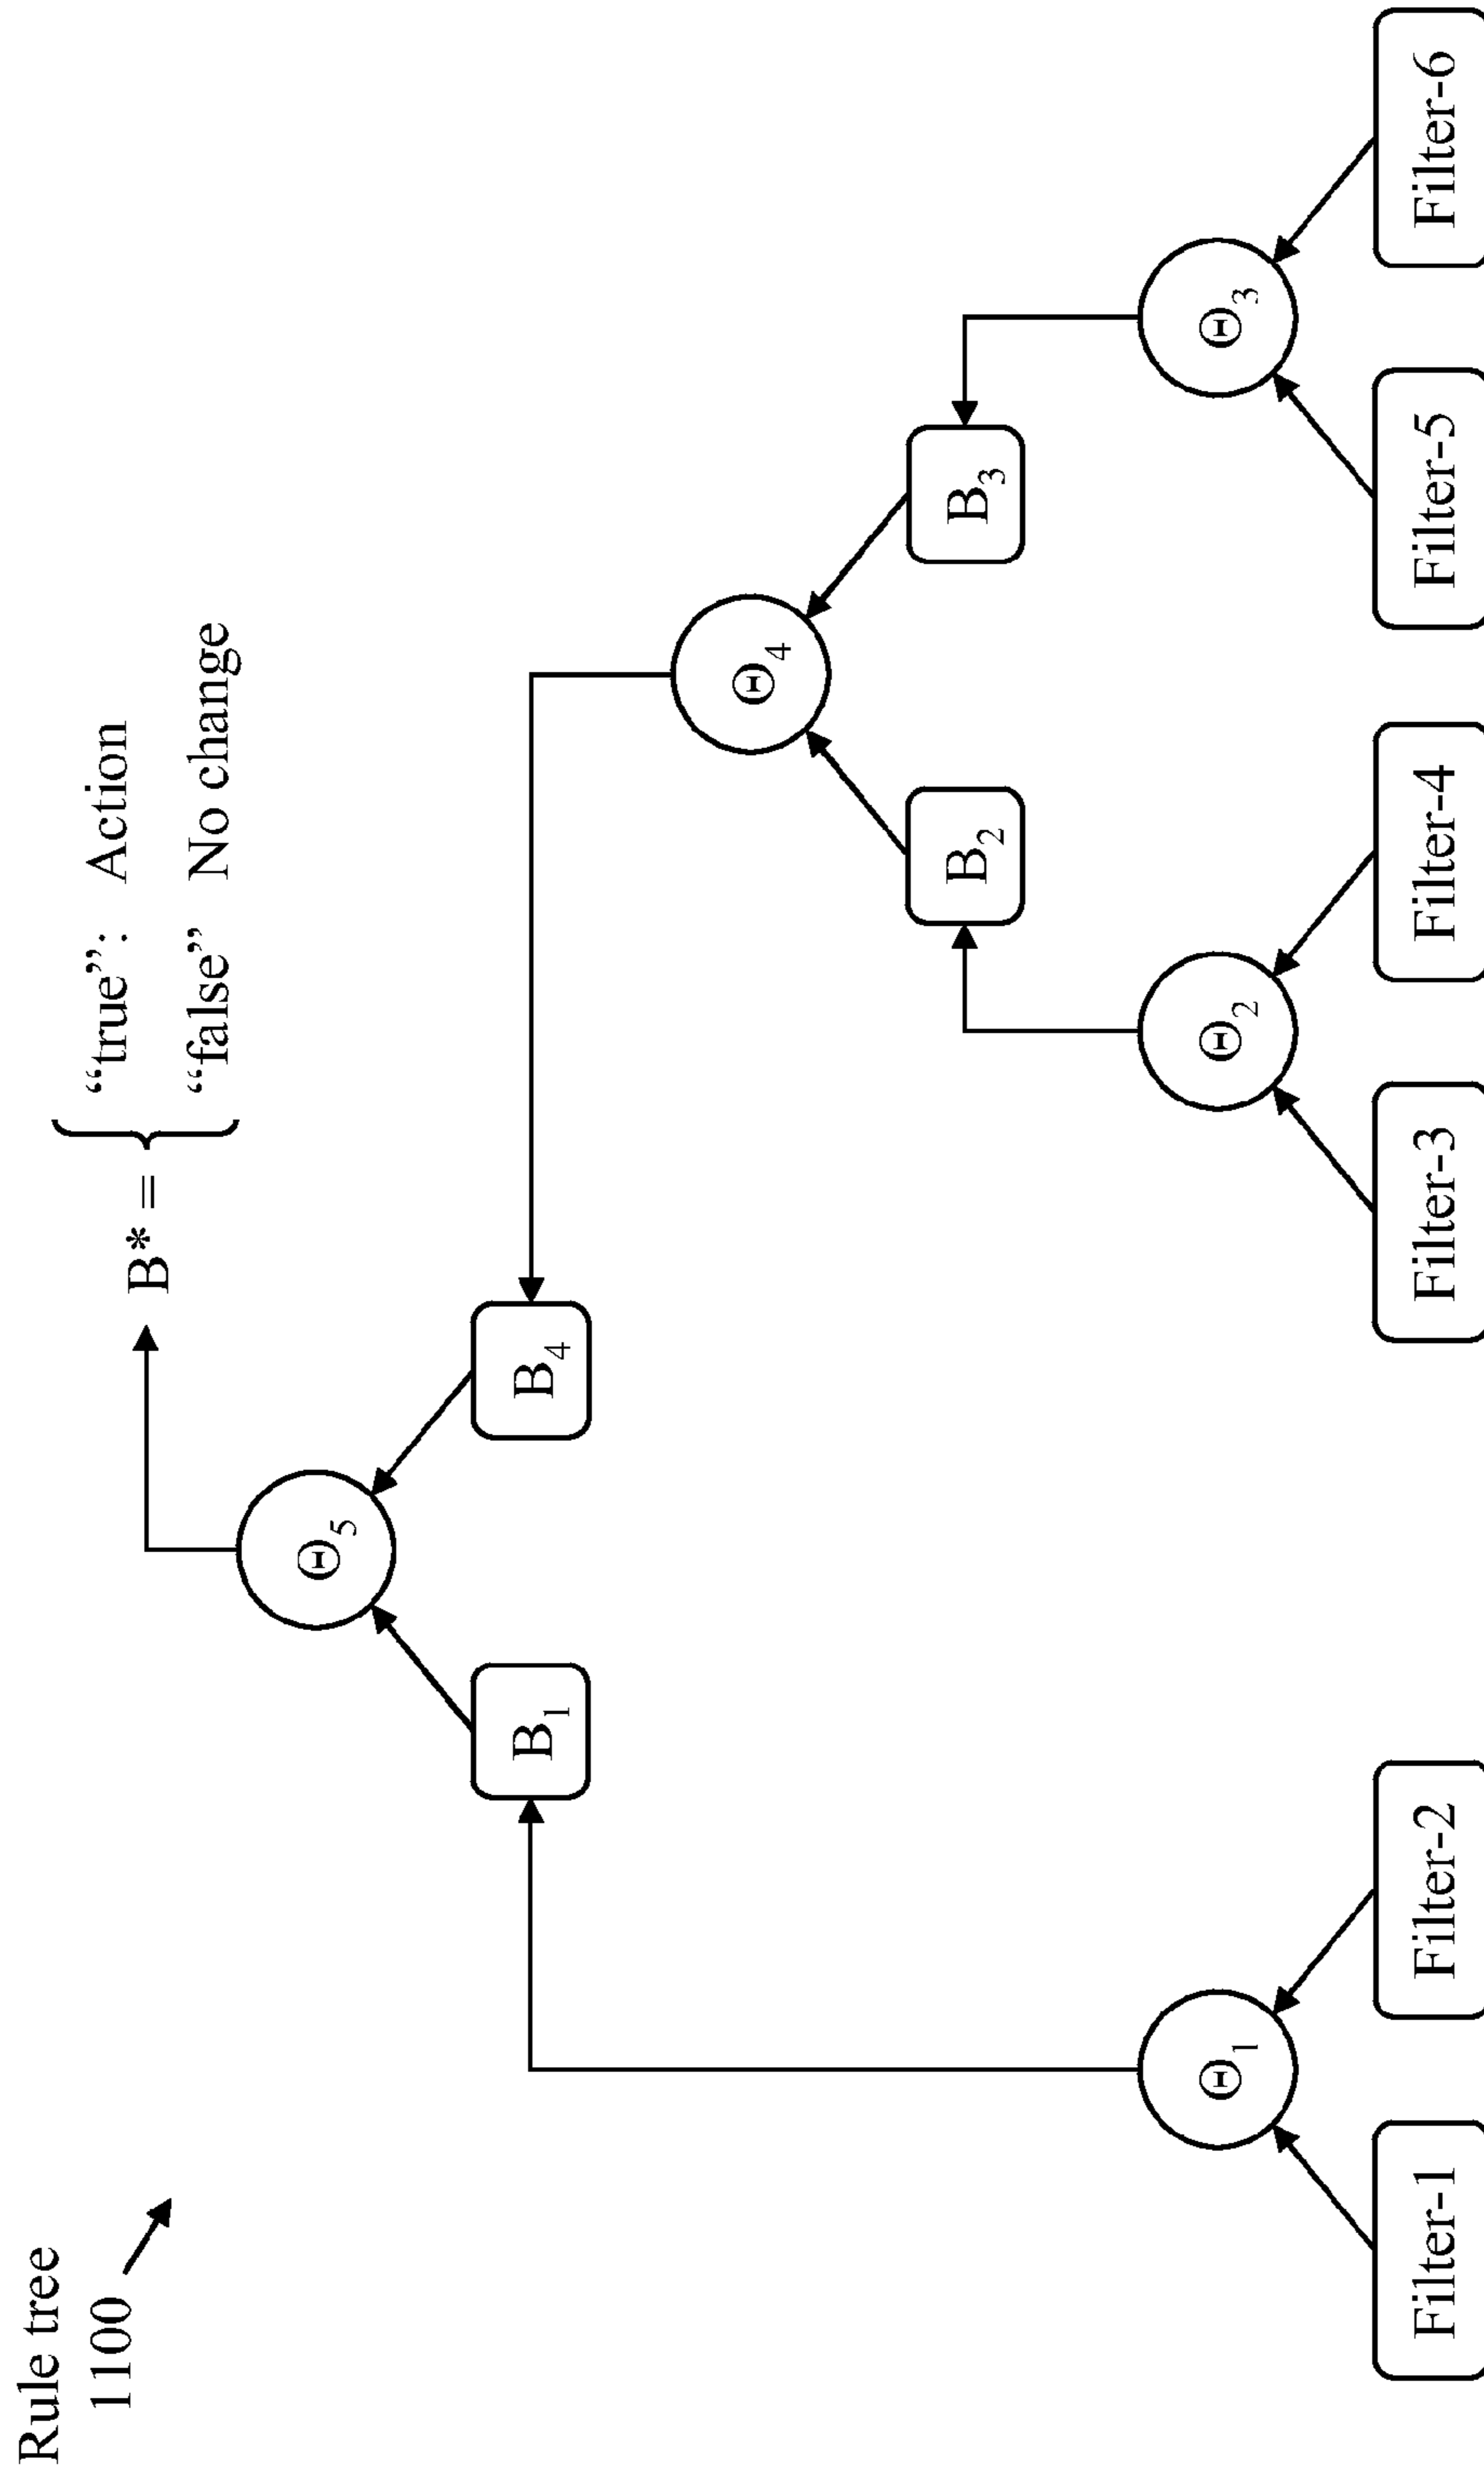 Rule tree
1100
B* =
“true”: Action
“false” No change
Θ5
B1
B4
Θ4
B2
B3
Θ1
Θ2
Θ3
Filter-1
Filter-2
Filter-3
Filter-4
Filter-5
Filter-6